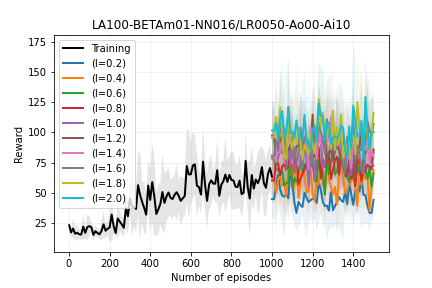 LA100-BETAm01-NN016/LR0050-Ao00-Ai10
175
150
125
100
75
50
25
Reward
Training
(l=0.2)
(l=0.4)
(l=0.6)
(l=0.8)
(l=1.0)
(l=1.2)
(l=1.4)
(l=1.6)
(l=1.8)
(l=2.0)
0 200 400 600 800 1000 1200 1400
Number of episodes